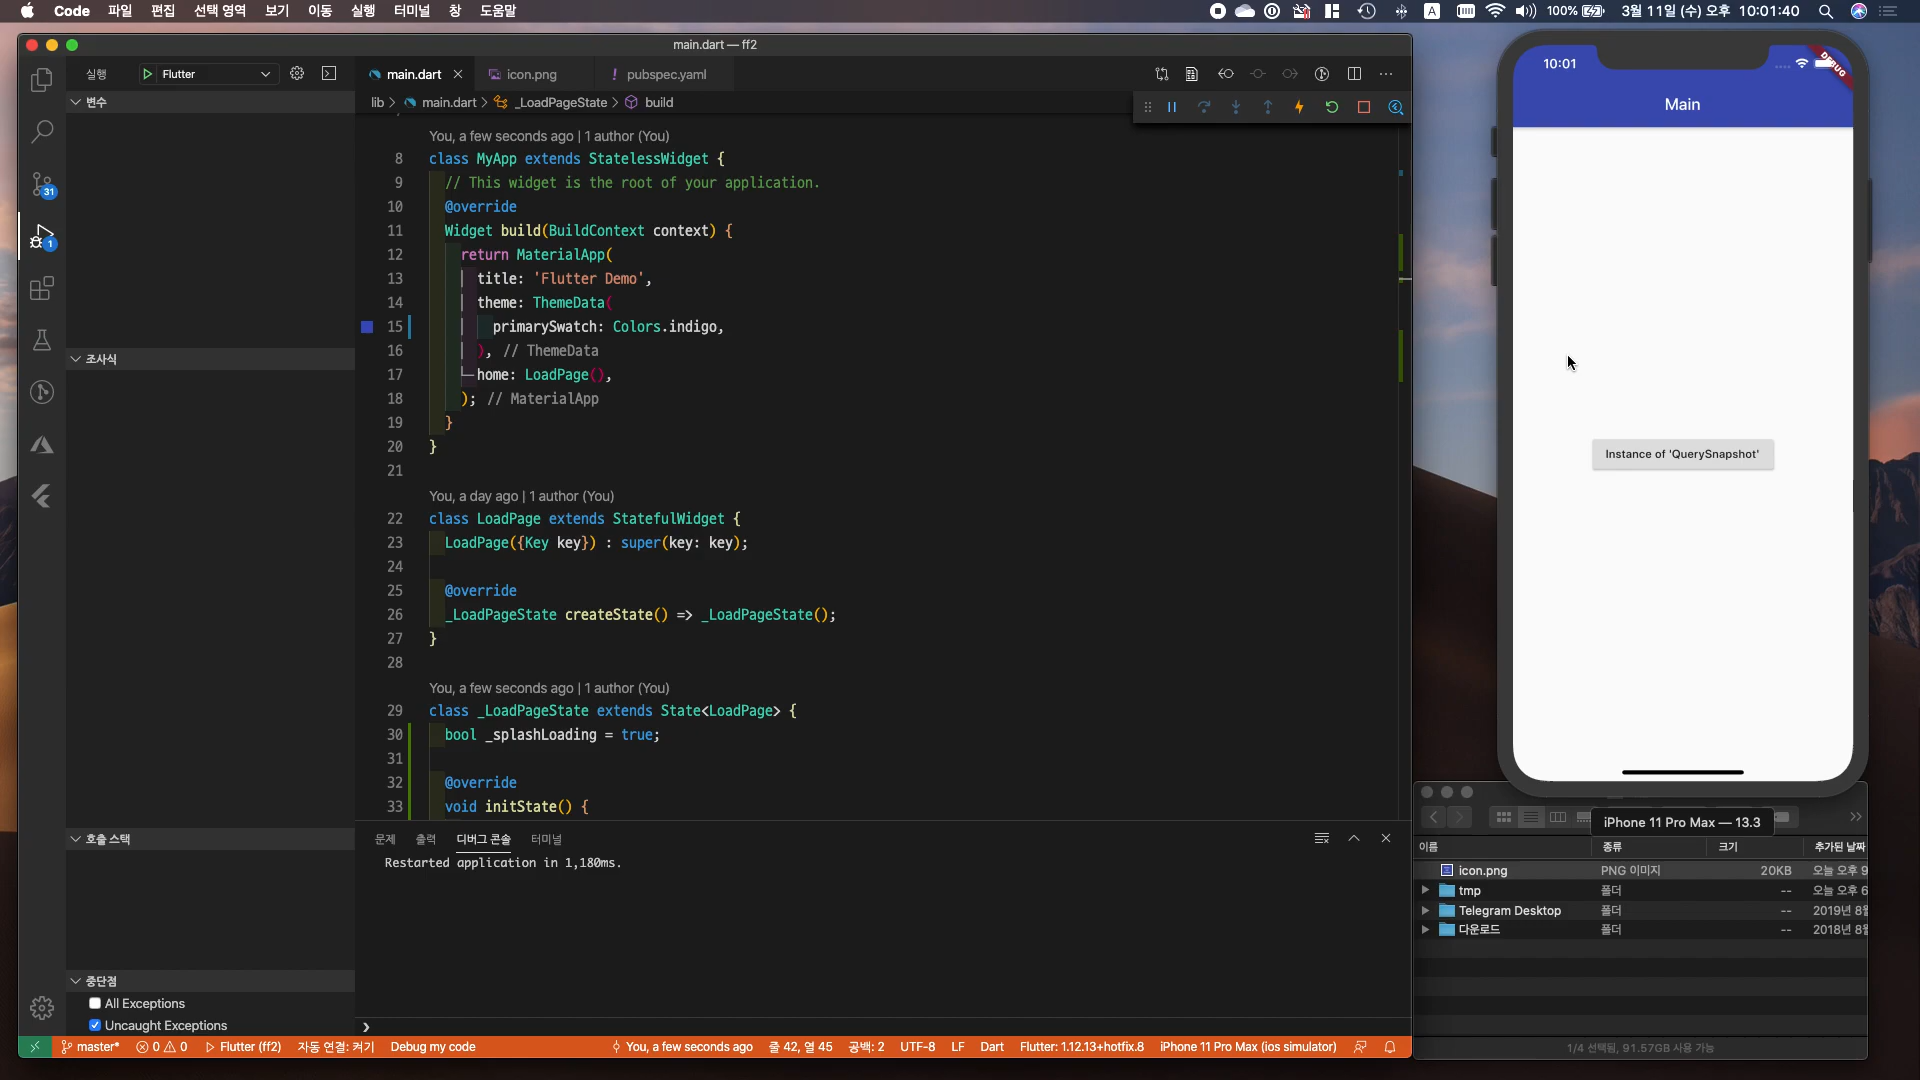 Code 파일 편집 선택 영역 보기 이동 실행 터미널 창 도움말
A 100% 3월 11일 (수) 오후 10:01:40
main.dart — ff2
실행 Flutter
main.dart icon.png ! pubspec.yaml
lib > main.dart > _LoadPageState > build
변수
조사식
호출 스택
중단점
All Exceptions
Uncaught Exceptions
31
1
You, a few seconds ago | 1 author (You)
8 class MyApp extends StatelessWidget {
9 // This widget is the root of your application.
10 @override
11 Widget build(BuildContext context) {
12 return MaterialApp(
13 title: 'Flutter Demo',
14 theme: ThemeData(
15 primarySwatch: Colors.indigo,
16 ), // ThemeData
17 home: LoadPage(),
18 ); // MaterialApp
19 }
20 }
21
You, a day ago | 1 author (You)
22 class LoadPage extends StatefulWidget {
23 LoadPage({Key key}) : super(key: key);
24
25 @override
26 _LoadPageState createState() => _LoadPageState();
27 }
28
You, a few seconds ago | 1 author (You)
29 class _LoadPageState extends State<LoadPage> {
30 bool _splashLoading = true;
31
32 @override
33 void initState() {
문제 출력 디버그 콘솔 터미널
Restarted application in 1,180ms.
master* 0 0 Flutter (ff2) 자동 연결: 켜기 Debug my code You, a few seconds ago 줄 42, 열 45 공백: 2 UTF-8 LF Dart Flutter: 1.12.13+hotfix.8 iPhone 11 Pro Max (ios simulator)
10:01
DEBUG
Main
Instance of 'QuerySnapshot'
iPhone 11 Pro Max — 13.3
이름 종류 크기 추가된 날짜
icon.png PNG 이미지 20KB 오늘 오후 9
tmp 폴더 -- 오늘 오후 6
Telegram Desktop 폴더 -- 2019년 8월
다운로드 폴더 -- 2018년 8월
1/4 선택됨, 91.57GB 사용 가능